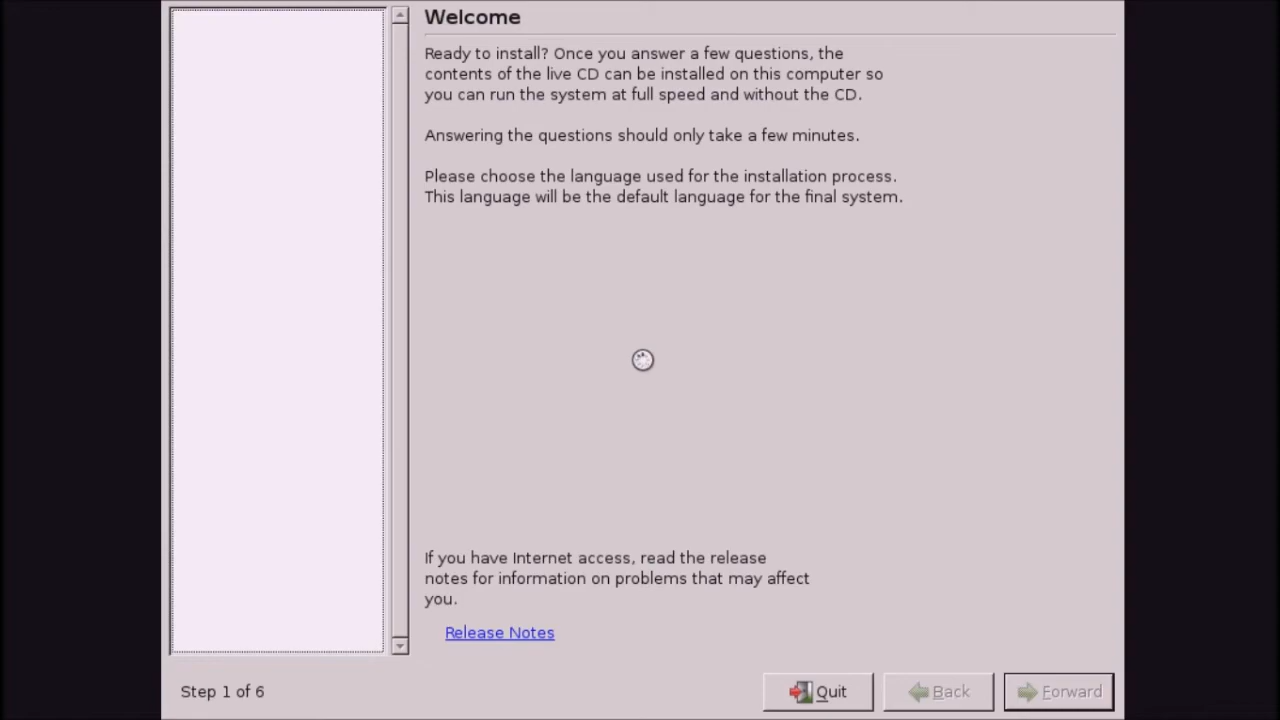 Welcome
Ready to install? Once you answer a few questions, the
contents of the live CD can be installed on this computer so
you can run the system at full speed and without the CD.
Answering the questions should only take a few minutes.
Please choose the language used for the installation process.
This language will be the default language for the final system.
If you have Internet access, read the release
notes for information on problems that may affect
you.
Release Notes
Step 1 of 6
Quit
Back
Forward